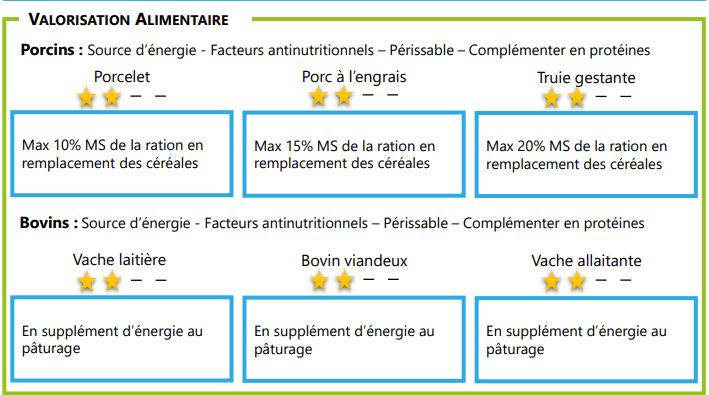 VALORISATION ALIMENTAIRE
Porcins : Source d’énergie - Facteurs antinutritionnels – Périssable – Complémenter en protéines
Porcelet
Porc à l’engrais
Truie gestante
Max 10% MS de la ration en
remplacement des céréales
Max 15% MS de la ration en
remplacement des céréales
Max 20% MS de la ration en
remplacement des céréales
Bovins : Source d’énergie - Facteurs antinutritionnels – Périssable – Complémenter en protéines
Vache laitière
Bovin viandeux
Vache allaitante
En supplément d’énergie au
pâturage
En supplément d’énergie au
pâturage
En supplément d’énergie au
pâturage